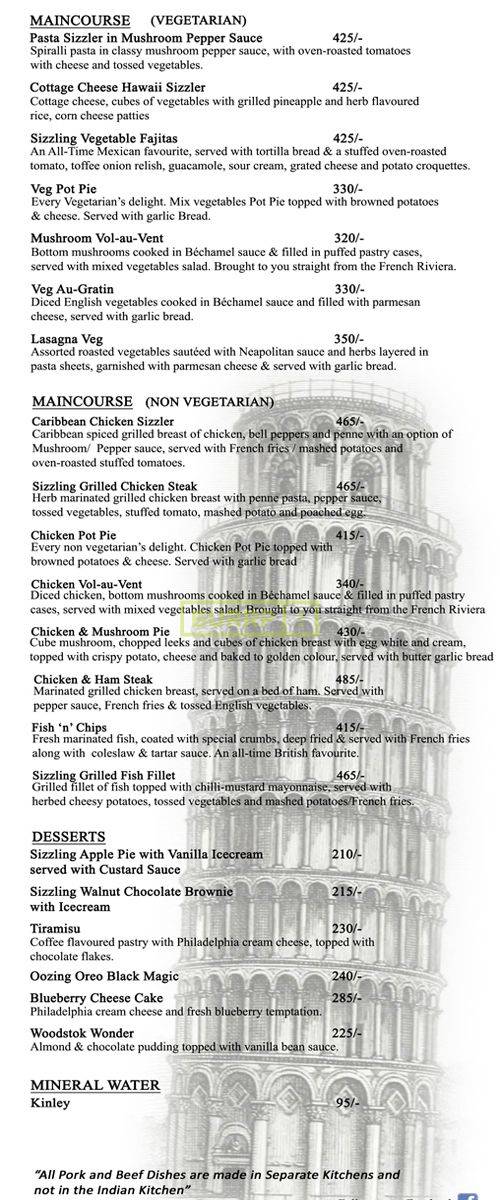 MAINCOURSE (VEGETARIAN)
Pasta Sizzler in Mushroom Pepper Sauce 425/-
Spiralli pasta in classy mushroom pepper sauce, with oven-roasted tomatoes
with cheese and tossed vegetables.
Cottage Cheese Hawaii Sizzler 425/-
Cottage cheese, cubes of vegetables with grilled pineapple and herb flavoured
rice, corn cheese patties
Sizzling Vegetable Fajitas 425/-
An All-Time Mexican favourite, served with tortilla bread & a stuffed oven-roasted
tomato, toffee onion relish, guacamole, sour cream, grated cheese and potato croquettes.
Veg Pot Pie 330/-
Every Vegetarian's delight. Mix vegetables Pot Pie topped with browned potatoes
& cheese. Served with garlic Bread.
Mushroom Vol-au-Vent 320/-
Bottom mushrooms cooked in Béchamel sauce & filled in puffed pastry cases,
served with mixed vegetables salad. Brought to you straight from the French Riviera.
Veg Au-Gratin 330/-
Diced English vegetables cooked in Béchamel sauce and filled with parmesan
cheese, served with garlic bread.
Lasagna Veg 350/-
Assorted roasted vegetables sautéed with Neapolitan sauce and herbs layered in
pasta sheets, garnished with parmesan cheese & served with garlic bread.
MAINCOURSE (NON VEGETARIAN)
Caribbean Chicken Sizzler 465/-
Caribbean spiced grilled breast of chicken, bell peppers and penne with an option of
Mushroom/ Pepper sauce, served with French fries / mashed potatoes and
oven-roasted stuffed tomatoes.
Sizzling Grilled Chicken Steak 465/-
Herb marinated grilled chicken breast with penne pasta, pepper sauce,
tossed vegetables, stuffed tomato, mashed potato and poached egg.
Chicken Pot Pie 415/-
Every non vegetarian's delight. Chicken Pot Pie topped with
browned potatoes & cheese. Served with garlic bread
Chicken Vol-au-Vent 340/-
Diced chicken, bottom mushrooms cooked in Béchamel sauce & filled in puffed pastry
cases, served with mixed vegetables salad. Brought to you straight from the French Riviera
Chicken & Mushroom Pie 430/-
Cube mushroom, chopped leeks and cubes of chicken breast with egg white and cream,
topped with crispy potato, cheese and baked to golden colour, served with butter garlic bread
Chicken & Ham Steak 485/-
Marinated grilled chicken breast, served on a bed of ham. Served with
pepper sauce, French fries & tossed English vegetables.
Fish 'n' Chips 415/-
Fresh marinated fish, coated with special crumbs, deep fried & served with French fries
along with coleslaw & tartar sauce. An all-time British favourite.
Sizzling Grilled Fish Fillet 465/-
Grilled fillet of fish topped with chilli-mustard mayonnaise, served with
herbed cheesy potatoes, tossed vegetables and mashed potatoes/French fries.
DESSERTS
Sizzling Apple Pie with Vanilla Icecream 210/-
served with Custard Sauce
Sizzling Walnut Chocolate Brownie 215/-
with Icecream
Tiramisu 230/-
Coffee flavoured pastry with Philadelphia cream cheese, topped with
chocolate flakes.
Oozing Oreo Black Magic 240/-
Blueberry Cheese Cake 285/-
Philadelphia cream cheese and fresh blueberry temptation.
Woodstok Wonder 225/-
Almond & chocolate pudding topped with vanilla bean sauce.
MINERAL WATER
Kinley 95/-
"All Pork and Beef Dishes are made in Separate Kitchens and
not in the Indian Kitchen"